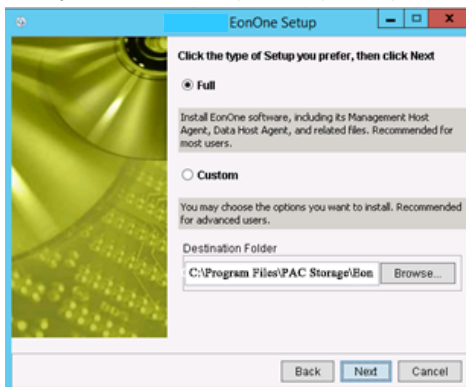 EonOne Setup
Click the type of Setup you prefer, then click Next
Full
Install EonOne software, including its Management Host
Agent, Data Host Agent, and related files. Recommended for
most users.
Custom
You may choose the options you want to install. Recommended
for advanced users.
Destination Folder
C:\Program Files\PAC Storage\Eon
Browse...
Back
Next
Cancel